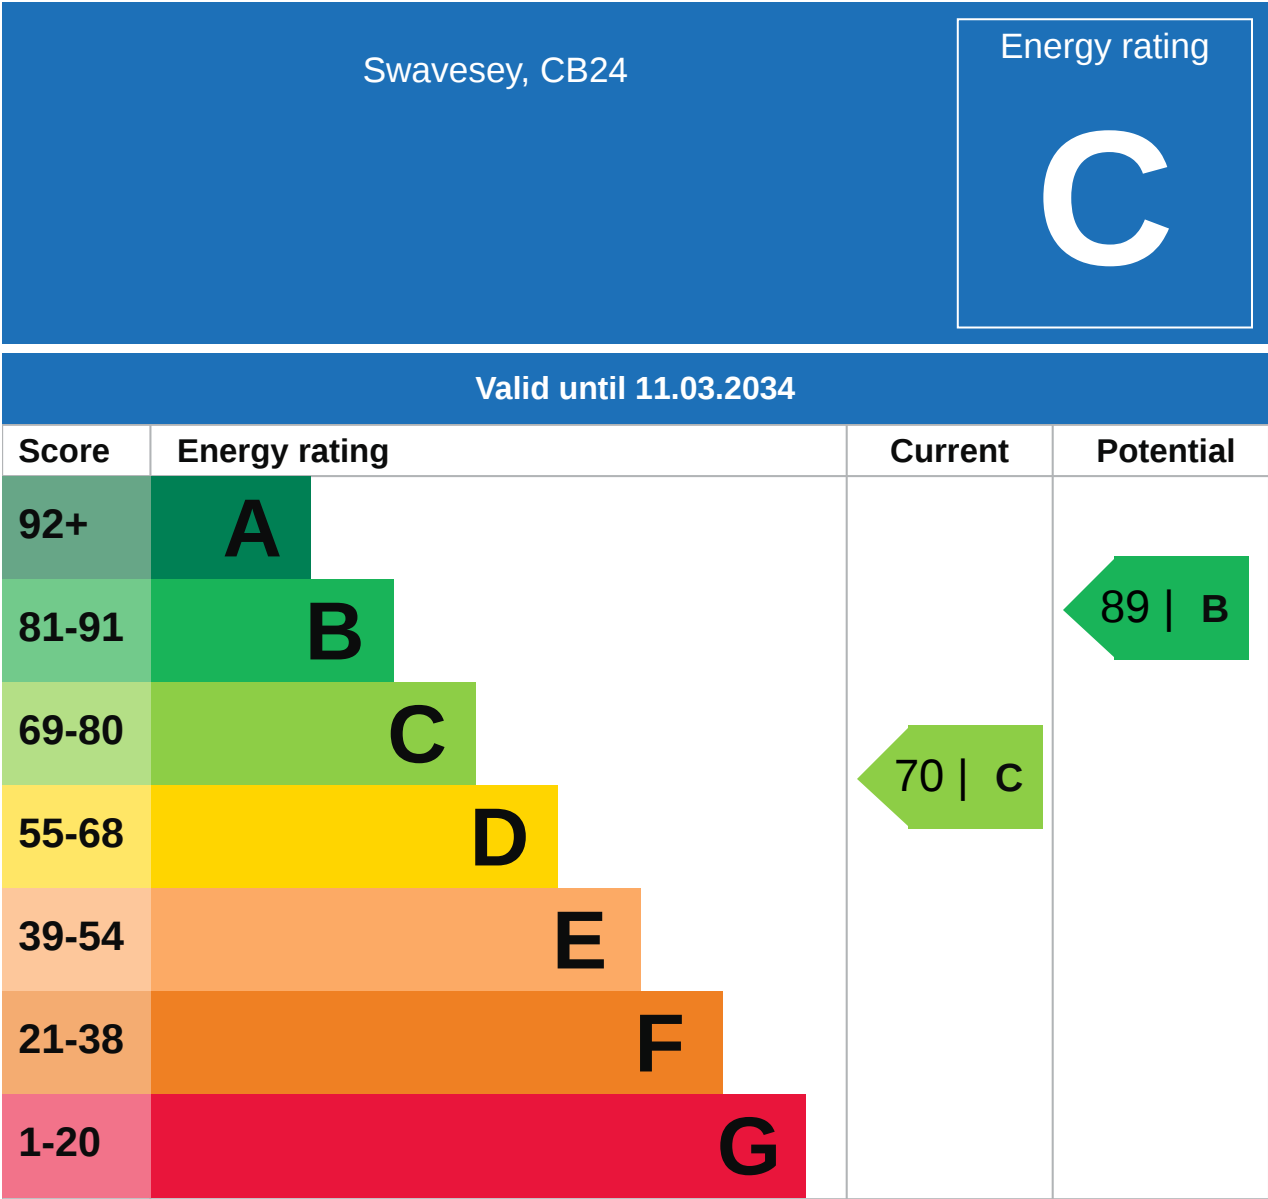 Swavesey, CB24
Energy rating
C
Valid until 11.03.2034
Score Energy rating Current Potential
92+ A
81-91 B
89 | B
69-80 C
70 | C
55-68 D
39-54 E
21-38 F
1-20 G